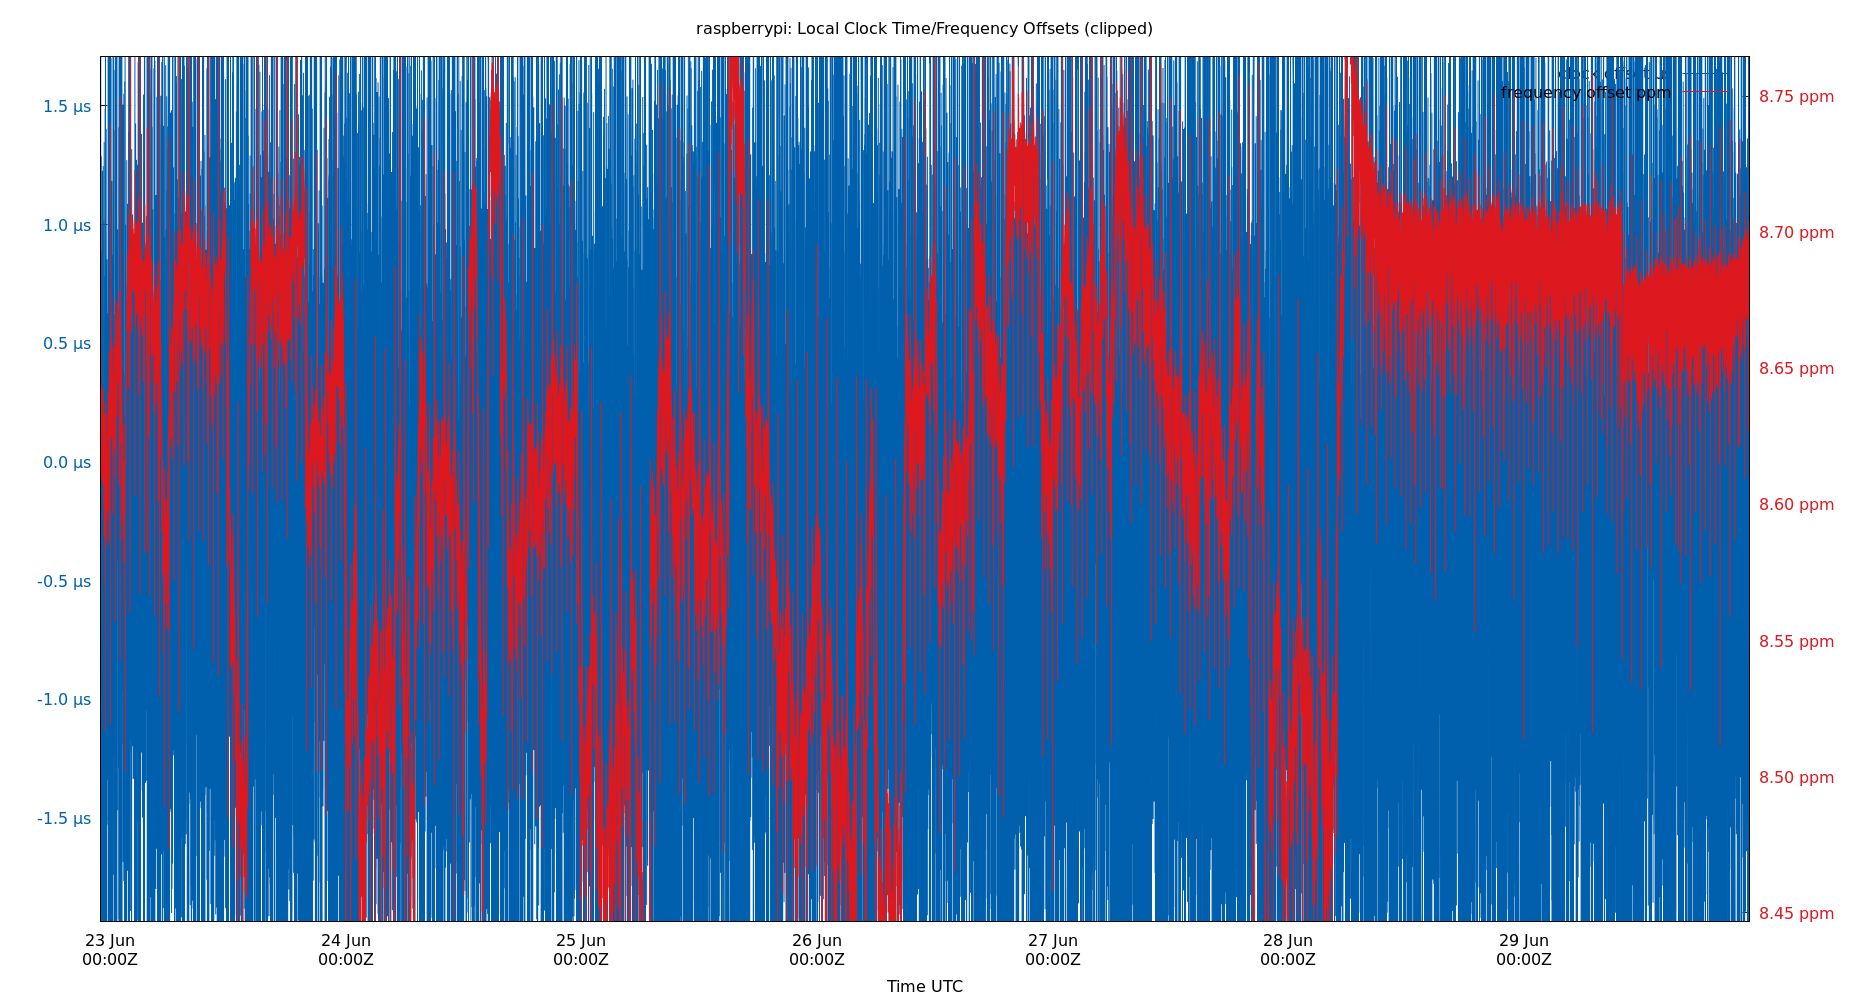 raspberrypi: Local Clock Time/Frequency Offsets (clipped)
clock offset
frequency offset ppm
1.5 μs
1.0 μs
0.5 μs
0.0 μs
-0.5 μs
-1.0 μs
-1.5 μs
8.75 ppm
8.70 ppm
8.65 ppm
8.60 ppm
8.55 ppm
8.50 ppm
8.45 ppm
23 Jun
00:00Z
24 Jun
00:00Z
25 Jun
00:00Z
26 Jun
00:00Z
27 Jun
00:00Z
28 Jun
00:00Z
29 Jun
00:00Z
Time UTC